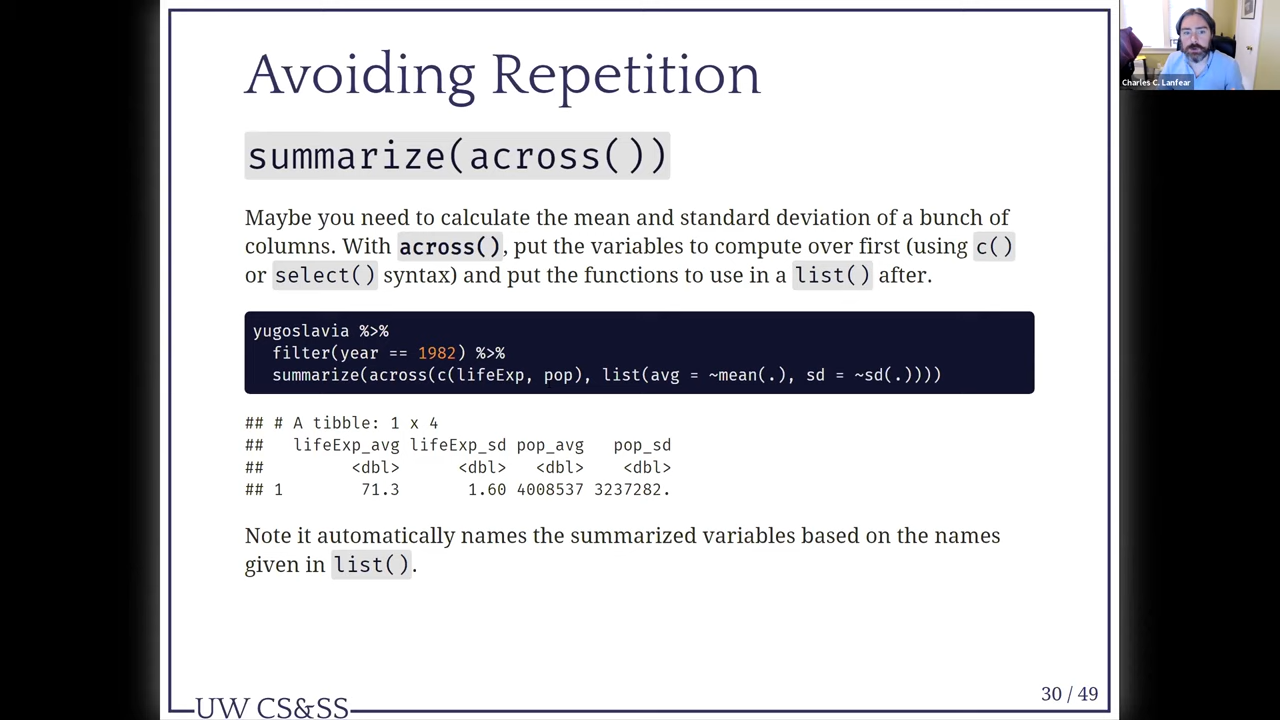 Avoiding Repetition
summarize(across())
Maybe you need to calculate the mean and standard deviation of a bunch of
columns. With across(), put the variables to compute over first (using c()
or select() syntax) and put the functions to use in a list() after.
yugoslavia %>%
  filter(year == 1982) %>%
  summarize(across(c(lifeExp, pop), list(avg = ~mean(.), sd = ~sd(.))))
## # A tibble: 1 x 4
##   lifeExp_avg lifeExp_sd pop_avg   pop_sd
##         <dbl>      <dbl>   <dbl>    <dbl>
## 1        71.3       1.60 4008537 3237282.
Note it automatically names the summarized variables based on the names
given in list().
UW CS&SS
30 / 49
Charles C. Lanfear